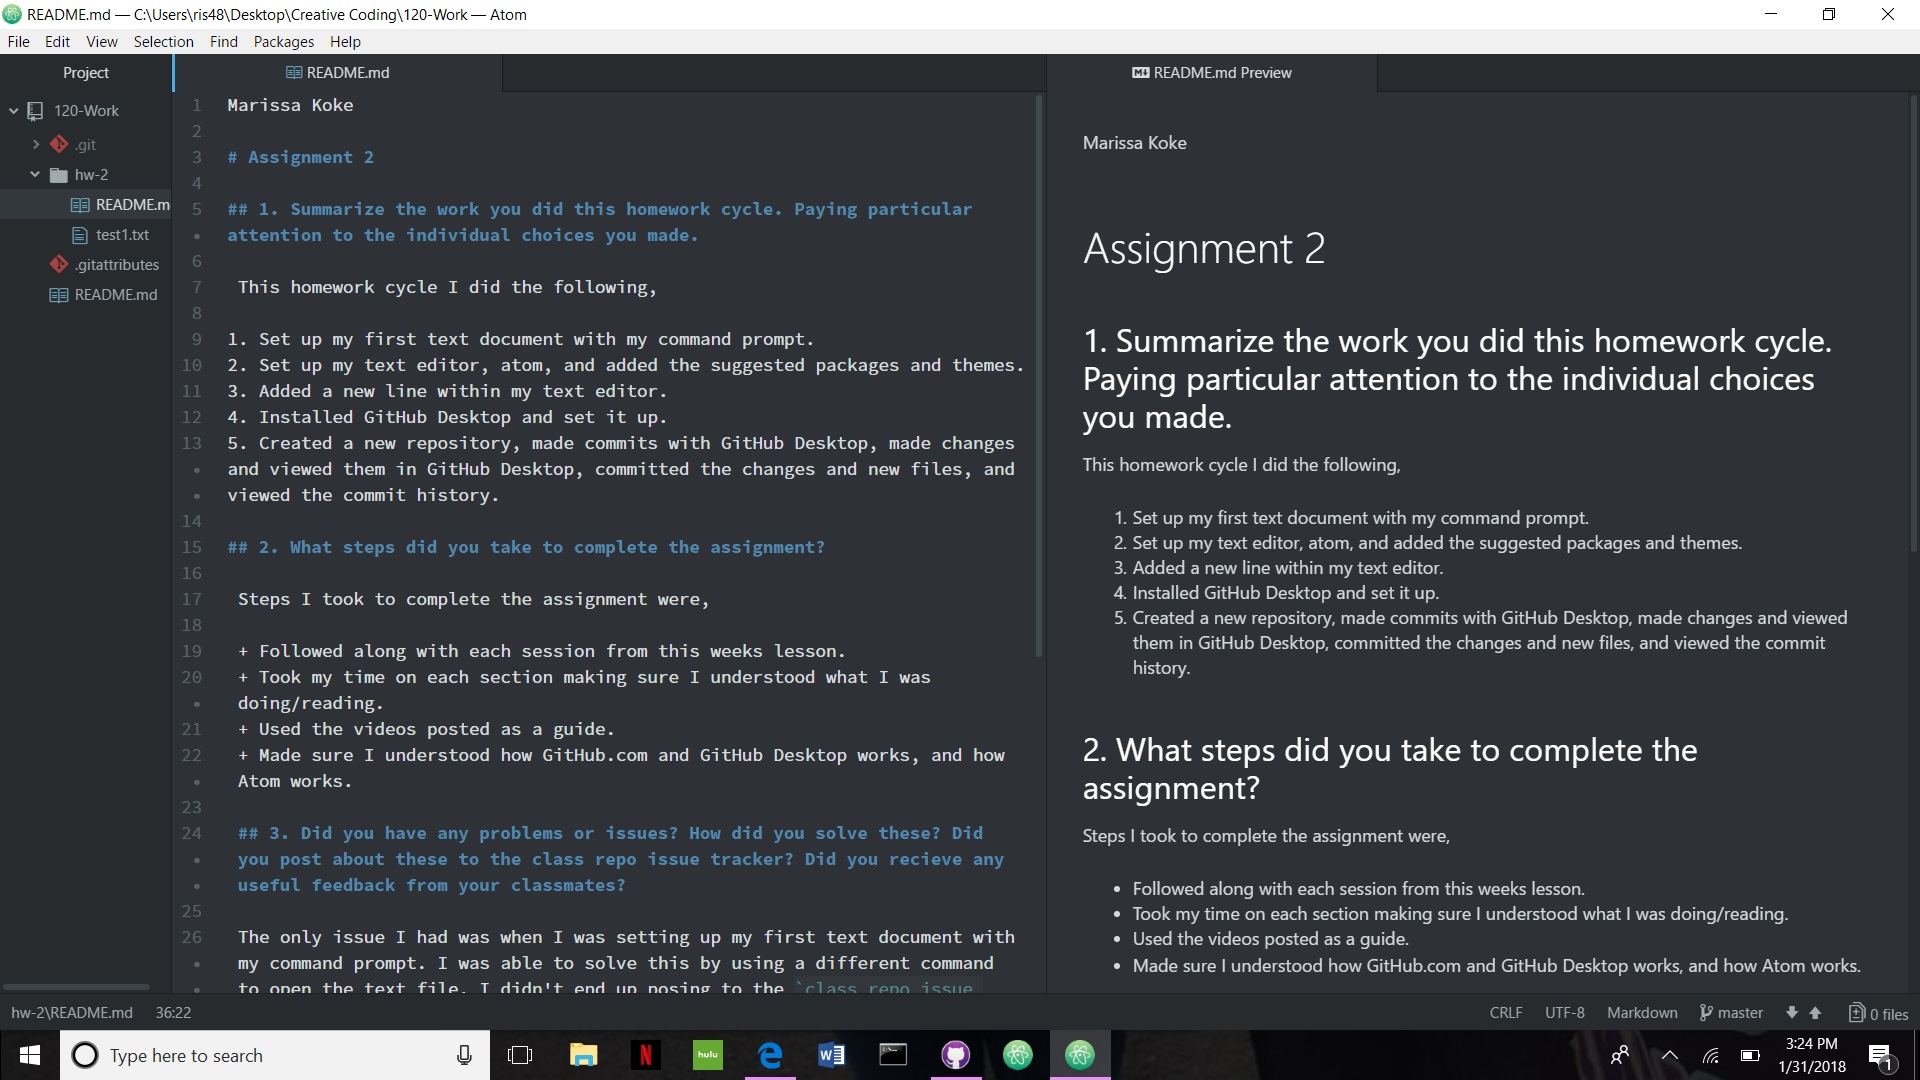 README.md — C:\Users\ris48\Desktop\Creative Coding\120-Work — Atom
File Edit View Selection Find Packages Help
Project
120-Work
.git
hw-2
README.m
test1.txt
.gitattributes
README.md
README.md
1 Marissa Koke
2
3 # Assignment 2
4
5 ## 1. Summarize the work you did this homework cycle. Paying particular
• attention to the individual choices you made.
6
7 This homework cycle I did the following,
8
9 1. Set up my first text document with my command prompt.
10 2. Set up my text editor, atom, and added the suggested packages and themes.
11 3. Added a new line within my text editor.
12 4. Installed GitHub Desktop and set it up.
13 5. Created a new repository, made commits with GitHub Desktop, made changes
• and viewed them in GitHub Desktop, committed the changes and new files, and
• viewed the commit history.
14
15 ## 2. What steps did you take to complete the assignment?
16
17 Steps I took to complete the assignment were,
18
19 + Followed along with each session from this weeks lesson.
20 + Took my time on each section making sure I understood what I was
• doing/reading.
21 + Used the videos posted as a guide.
22 + Made sure I understood how GitHub.com and GitHub Desktop works, and how
• Atom works.
23
24 ## 3. Did you have any problems or issues? How did you solve these? Did
• you post about these to the class repo issue tracker? Did you recieve any
• useful feedback from your classmates?
25
26 The only issue I had was when I was setting up my first text document with
• my command prompt. I was able to solve this by using a different command
• to open the text file. I didn't end up posing to the `class repo issue
README.md Preview
Marissa Koke
Assignment 2
1. Summarize the work you did this homework cycle.
Paying particular attention to the individual choices
you made.
This homework cycle I did the following,
1. Set up my first text document with my command prompt.
2. Set up my text editor, atom, and added the suggested packages and themes.
3. Added a new line within my text editor.
4. Installed GitHub Desktop and set it up.
5. Created a new repository, made commits with GitHub Desktop, made changes and viewed
them in GitHub Desktop, committed the changes and new files, and viewed the commit
history.
2. What steps did you take to complete the
assignment?
Steps I took to complete the assignment were,
• Followed along with each session from this weeks lesson.
• Took my time on each section making sure I understood what I was doing/reading.
• Used the videos posted as a guide.
• Made sure I understood how GitHub.com and GitHub Desktop works, and how Atom works.
hw-2\README.md 36:22
CRLF UTF-8 Markdown master 0 files
Type here to search
hulu
3:24 PM
1/31/2018
1